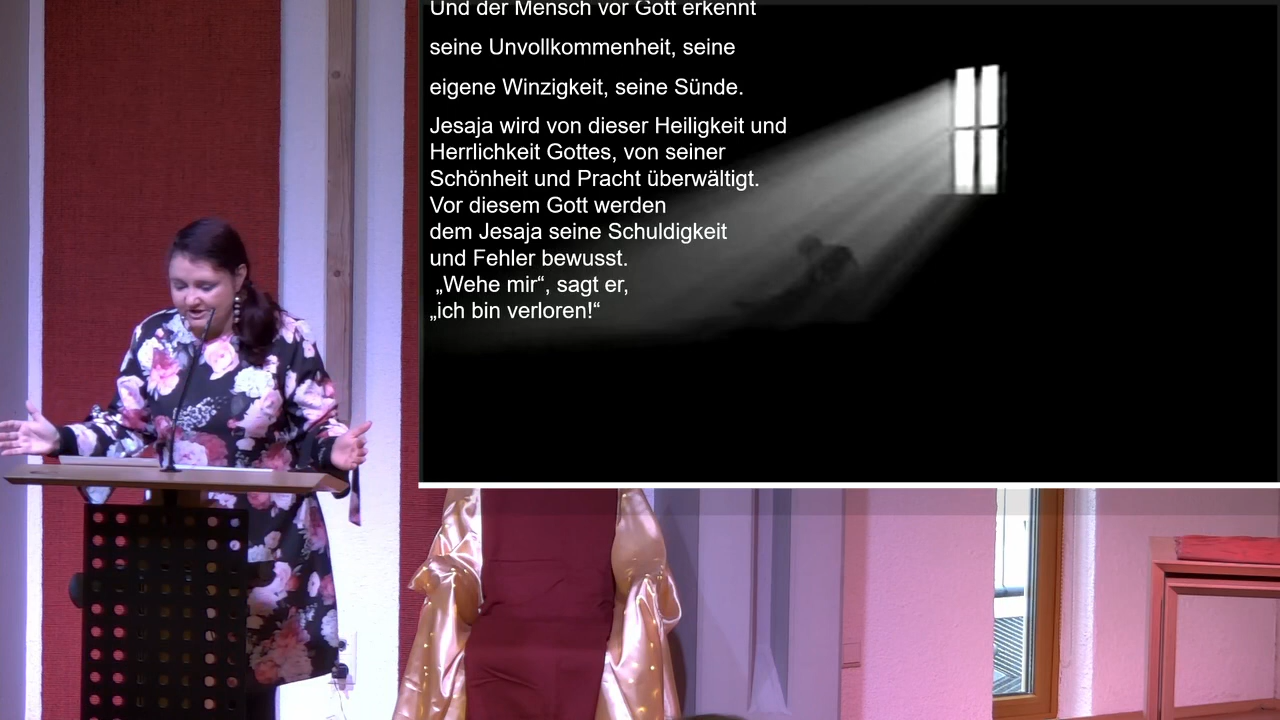 Und der Mensch vor Gott erkennt
seine Unvollkommenheit, seine
eigene Winzigkeit, seine Sünde.
Jesaja wird von dieser Heiligkeit und
Herrlichkeit Gottes, von seiner
Schönheit und Pracht überwältigt.
Vor diesem Gott werden
dem Jesaja seine Schuldigkeit
und Fehler bewusst.
„Wehe mir“, sagt er,
„ich bin verloren!“